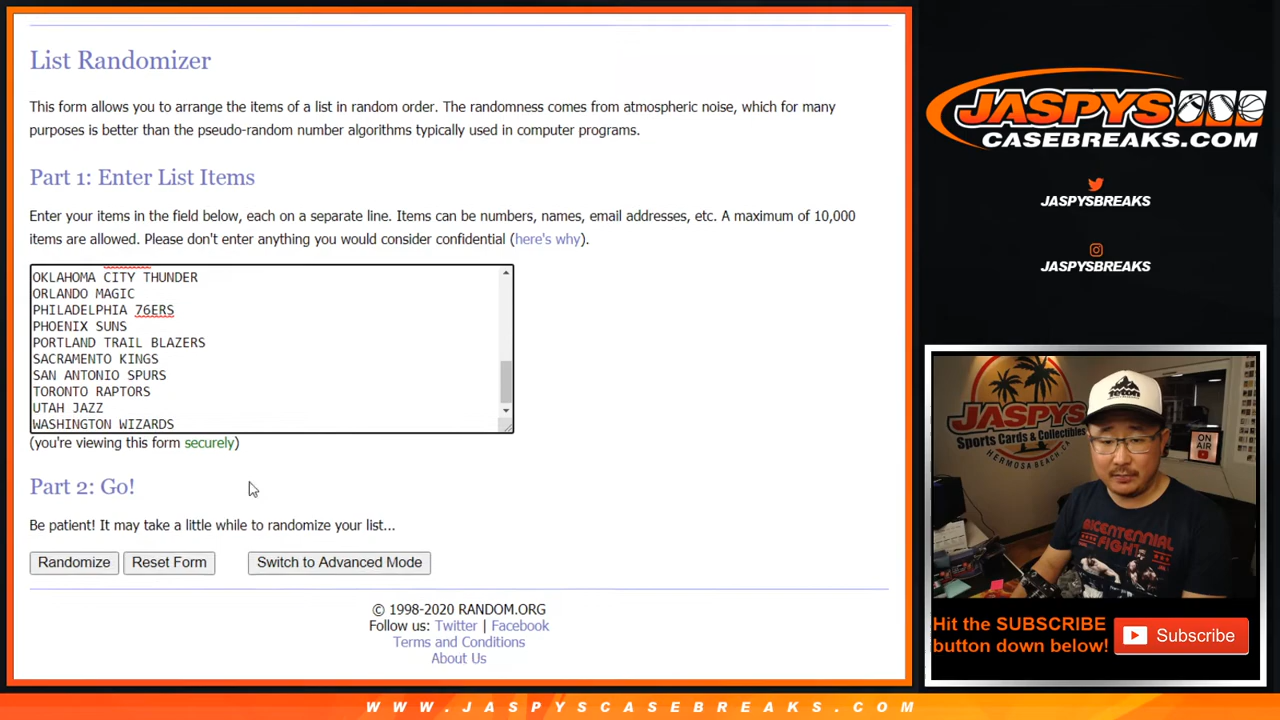 List Randomizer
This form allows you to arrange the items of a list in random order. The randomness comes from atmospheric noise, which for many
purposes is better than the pseudo-random number algorithms typically used in computer programs.
Part 1: Enter List Items
Enter your items in the field below, each on a separate line. Items can be numbers, names, email addresses, etc. A maximum of 10,000
items are allowed. Please don't enter anything you would consider confidential (here's why).
OKLAHOMA CITY THUNDER
ORLANDO MAGIC
PHILADELPHIA 76ERS
PHOENIX SUNS
PORTLAND TRAIL BLAZERS
SACRAMENTO KINGS
SAN ANTONIO SPURS
TORONTO RAPTORS
UTAH JAZZ
WASHINGTON WIZARDS
(you're viewing this form securely)
Part 2: Go!
Be patient! It may take a little while to randomize your list...
Randomize Reset Form Switch to Advanced Mode
© 1998-2020 RANDOM.ORG
Follow us: Twitter | Facebook
Terms and Conditions
About Us
JASPYS
CASEBREAKS.COM
JASPYSBREAKS
JASPYSBREAKS
JASPYS
Sports Cards & Collectibles
HERMOSA BEACH, CA
ON
AIR
TETON
BICENTENNIAL
FIGHT
Hit the SUBSCRIBE
button down below!
Subscribe
WWW.JASPYSCASEBREAKS.COM